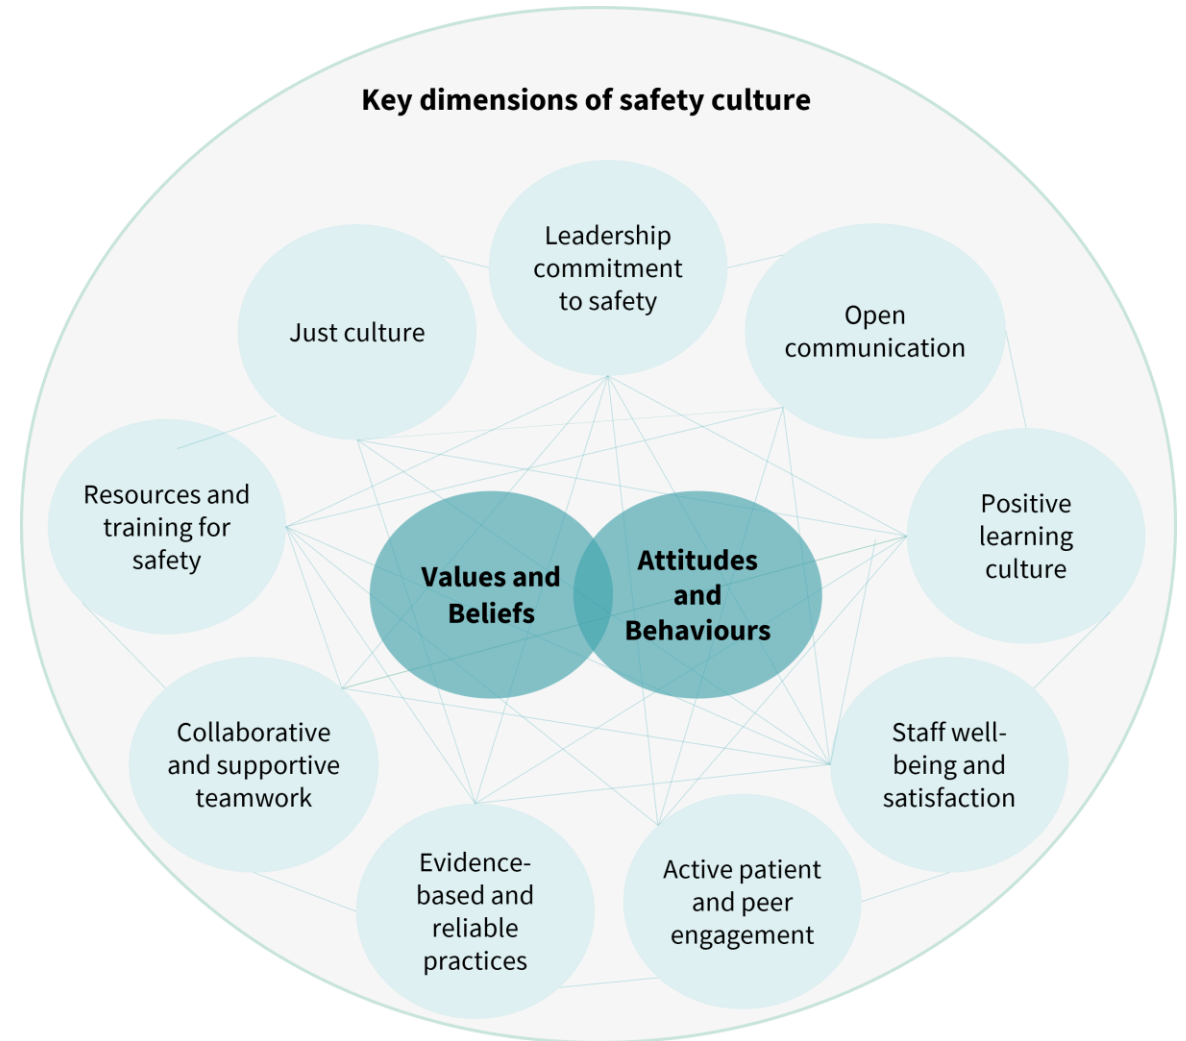 Key dimensions of safety culture
Leadership
commitment
to safety
Open
communication
Positive
learning
culture
Staff well-
being and
satisfaction
Active patient
and peer
engagement
Evidence-
based and
reliable
practices
Collaborative
and supportive
teamwork
Resources and
training for
safety
Just culture
Values and
Beliefs
Attitudes
and
Behaviours